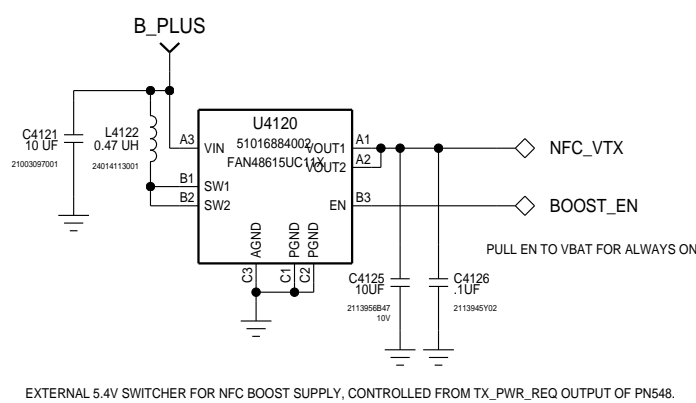 B_PLUS
C4121
10 UF
21003097001
L4122
0.47 UH
24014113001
U4120
51016884002
FAN48615UC11X
A3
VIN
B1
SW1
B2
SW2
VOUT1
A1
VOUT2
A2
EN
B3
AGND
PGND
PGND
C3
C1
C2
NFC_VTX
BOOST_EN
PULL EN TO VBAT FOR ALWAYS ON
C4125
10UF
2113956B47
10V
C4126
.1UF
2113945Y02
EXTERNAL 5.4V SWITCHER FOR NFC BOOST SUPPLY, CONTROLLED FROM TX_PWR_REQ OUTPUT OF PN548.